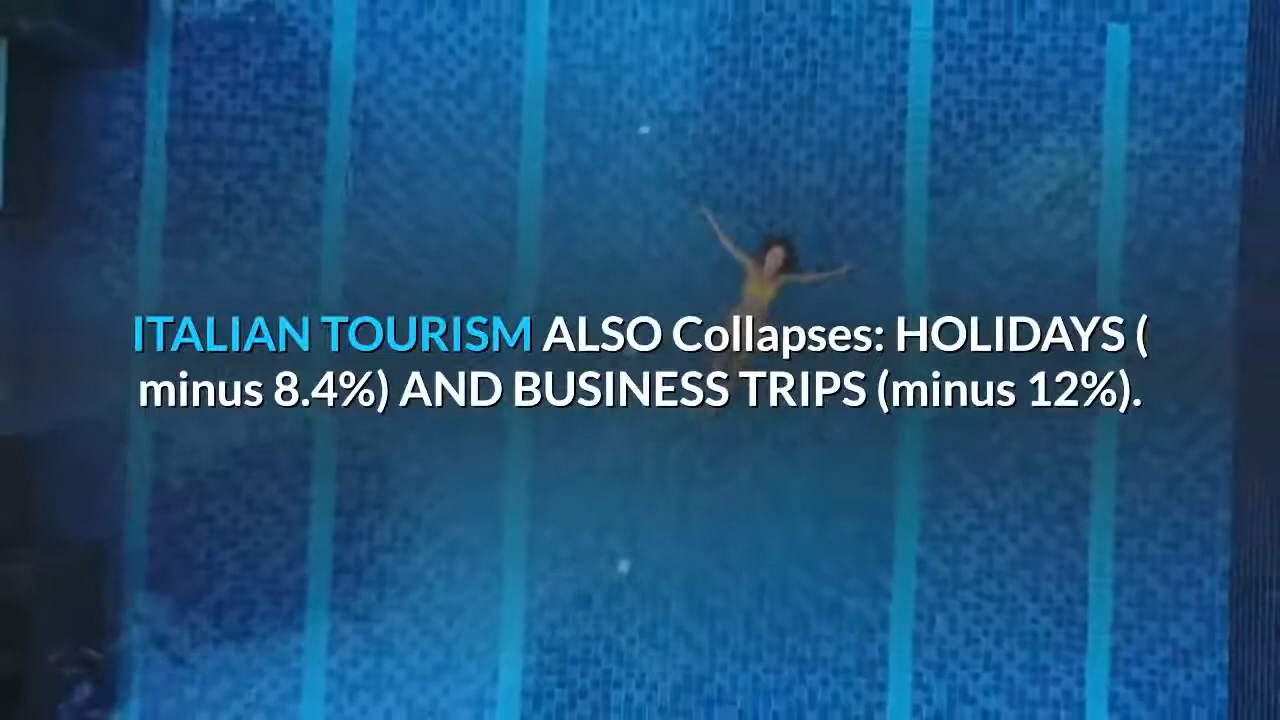 ITALIAN TOURISM ALSO Collapses: HOLIDAYS (
minus 8.4%) AND BUSINESS TRIPS (minus 12%).